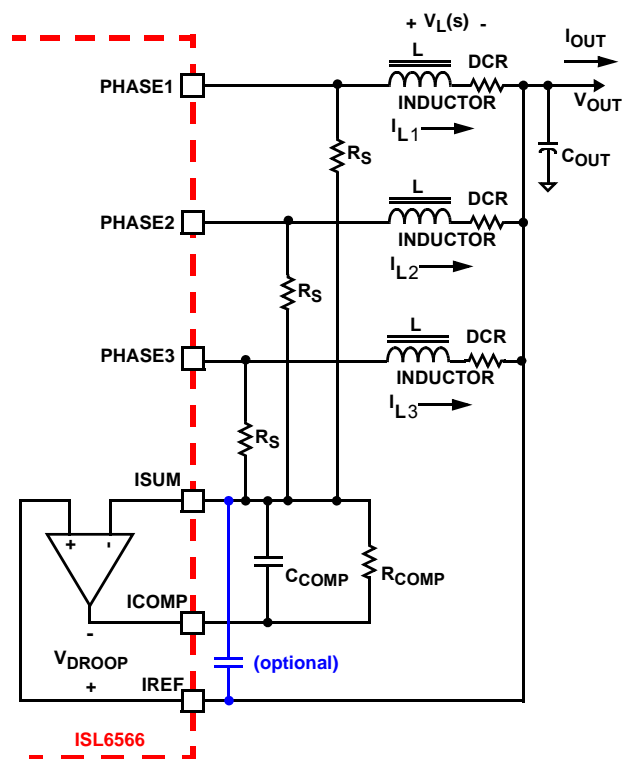 + VL(s) -
IOUT
L
DCR
PHASE1
VOUT
INDUCTOR
IL1
COUT
RS
L
DCR
PHASE2
INDUCTOR
IL2
RS
L
DCR
PHASE3
INDUCTOR
IL3
RS
ISUM
+ -
CCOMP
RCOMP
ICOMP
-
VDROOP
(optional)
+
IREF
ISL6566